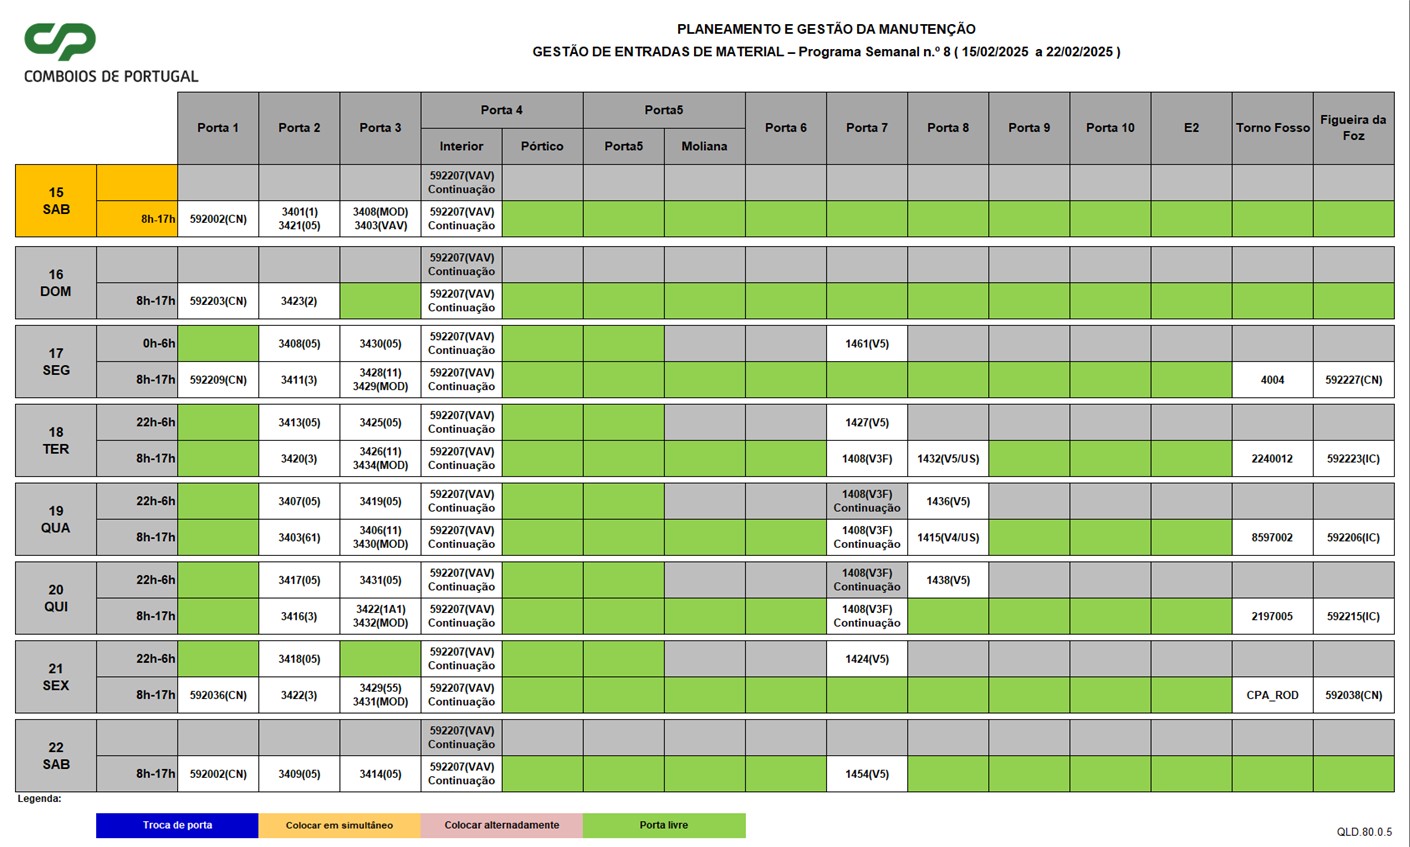 CP
COMBOIOS DE PORTUGAL
PLANEAMENTO E GESTÃO DA MANUTENÇÃO
GESTÃO DE ENTRADAS DE MATERIAL – Programa Semanal n.º 8 ( 15/02/2025 a 22/02/2025 )
Porta 1 Porta 2 Porta 3 Porta 4 Porta5 Porta 6 Porta 7 Porta 8 Porta 9 Porta 10 E2 Torno Fosso Figueira da
Foz
Interior Pórtico Porta5 Moliana
15
SAB
592207(VAV)
Continuação
8h-17h 592002(CN) 3401(1) 3408(MOD) 592207(VAV)
3421(05) 3403(VAV) Continuação
16
DOM
592207(VAV)
Continuação
8h-17h 592203(CN) 3423(2) 592207(VAV)
Continuação
17
SEG
0h-6h 3408(05) 3430(05) 592207(VAV) 1461(V5)
Continuação
8h-17h 592209(CN) 3411(3) 3428(11) 592207(VAV) 4004 592227(CN)
3429(MOD) Continuação
18
TER
22h-6h 3413(05) 3425(05) 592207(VAV) 1427(V5)
Continuação
8h-17h 3420(3) 3426(11) 592207(VAV) 1408(V3F) 1432(V5/US) 2240012 592223(IC)
3434(MOD) Continuação
19
QUA
22h-6h 3407(05) 3419(05) 592207(VAV) 1408(V3F) 1436(V5)
Continuação Continuação
8h-17h 3403(61) 3406(11) 592207(VAV) 1408(V3F) 1415(V4/US) 8597002 592206(IC)
3430(MOD) Continuação Continuação
20
QUI
22h-6h 3417(05) 3431(05) 592207(VAV) 1408(V3F) 1438(V5)
Continuação Continuação
8h-17h 3416(3) 3422(1A1) 592207(VAV) 1408(V3F) 2197005 592215(IC)
3432(MOD) Continuação Continuação
21
SEX
22h-6h 3418(05) 592207(VAV) 1424(V5)
Continuação
8h-17h 592036(CN) 3422(3) 3429(55) 592207(VAV) CPA_ROD 592038(CN)
3431(MOD) Continuação
22
SAB
592207(VAV)
Continuação
8h-17h 592002(CN) 3409(05) 3414(05) 592207(VAV) 1454(V5)
Continuação
Legenda:
Troca de porta Colocar em simultáneo Colocar alternadamente Porta livre
QLD.80.0.5